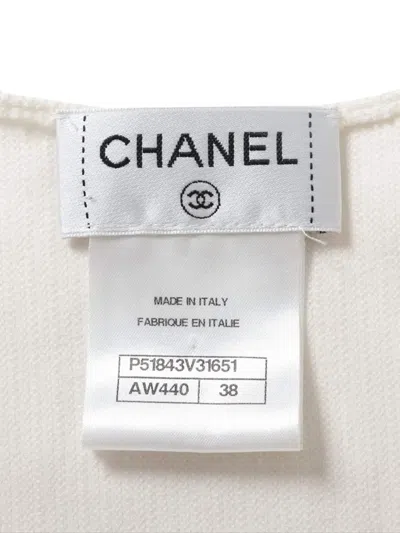 CHANEL
MADE IN ITALY
FABRIQUE EN ITALIE
P51843V31651
AW440 38